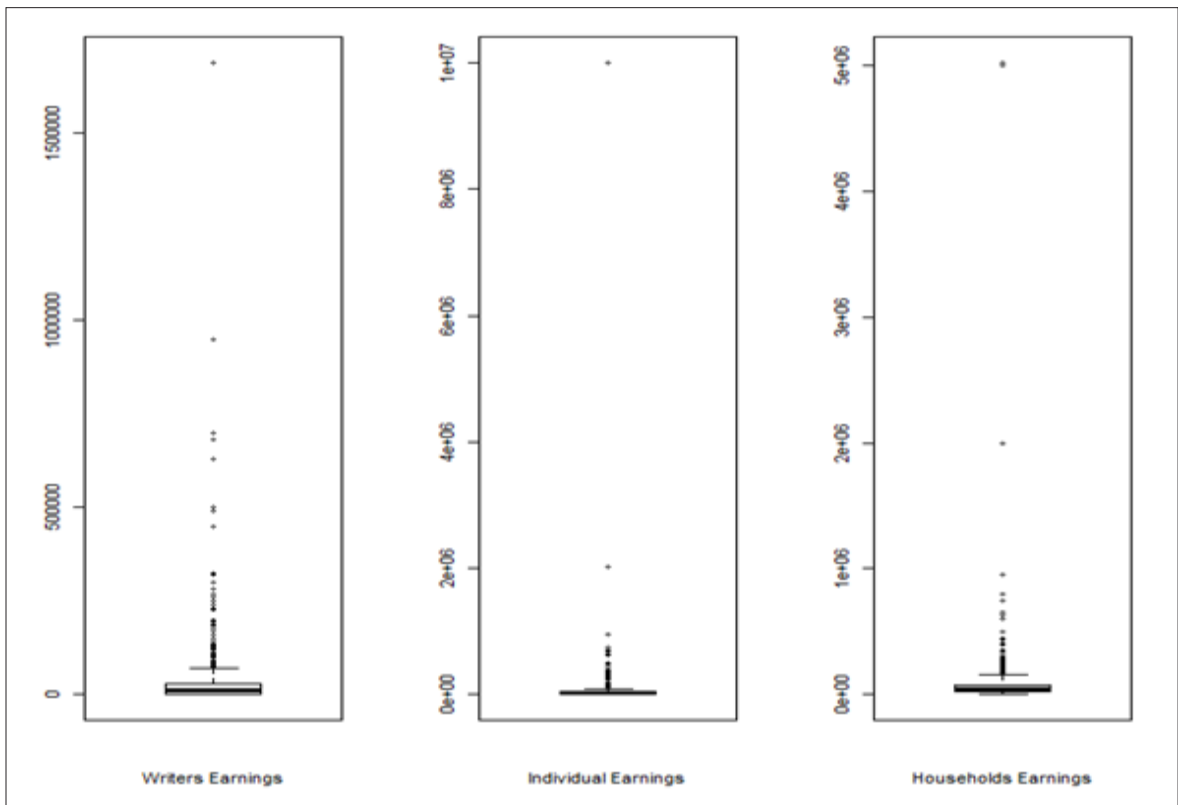 1500000
1000000
500000
0
Writers Earnings
1e+07
8e+06
6e+06
4e+06
2e+06
0e+00
Individual Earnings
5e+06
4e+06
3e+06
2e+06
1e+06
0e+00
Households Earnings